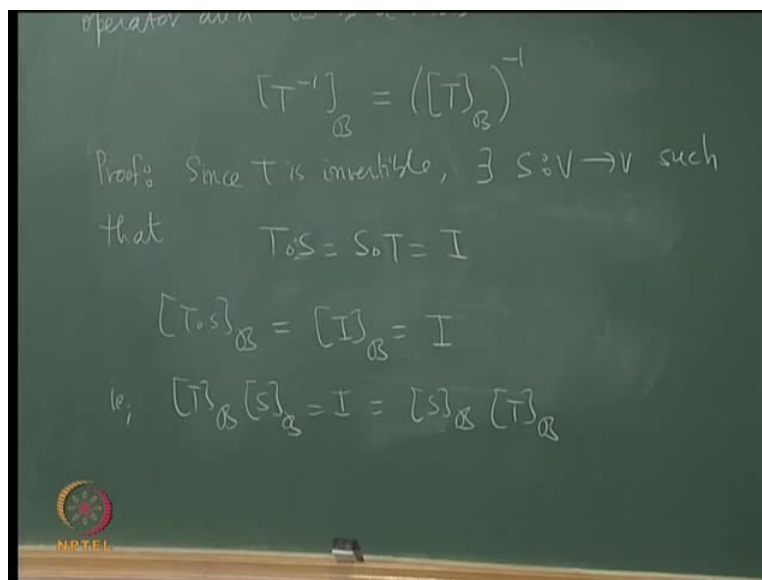 operator and
[T⁻¹]_ℬ = ([T]_ℬ)⁻¹
Proof: Since T is invertible, ∃ S:V→V such
that T∘S = S∘T = I
[T∘S]_ℬ = [I]_ℬ = I
ie; [T]_ℬ [S]_ℬ = I = [S]_ℬ [T]_ℬ
NPTEL